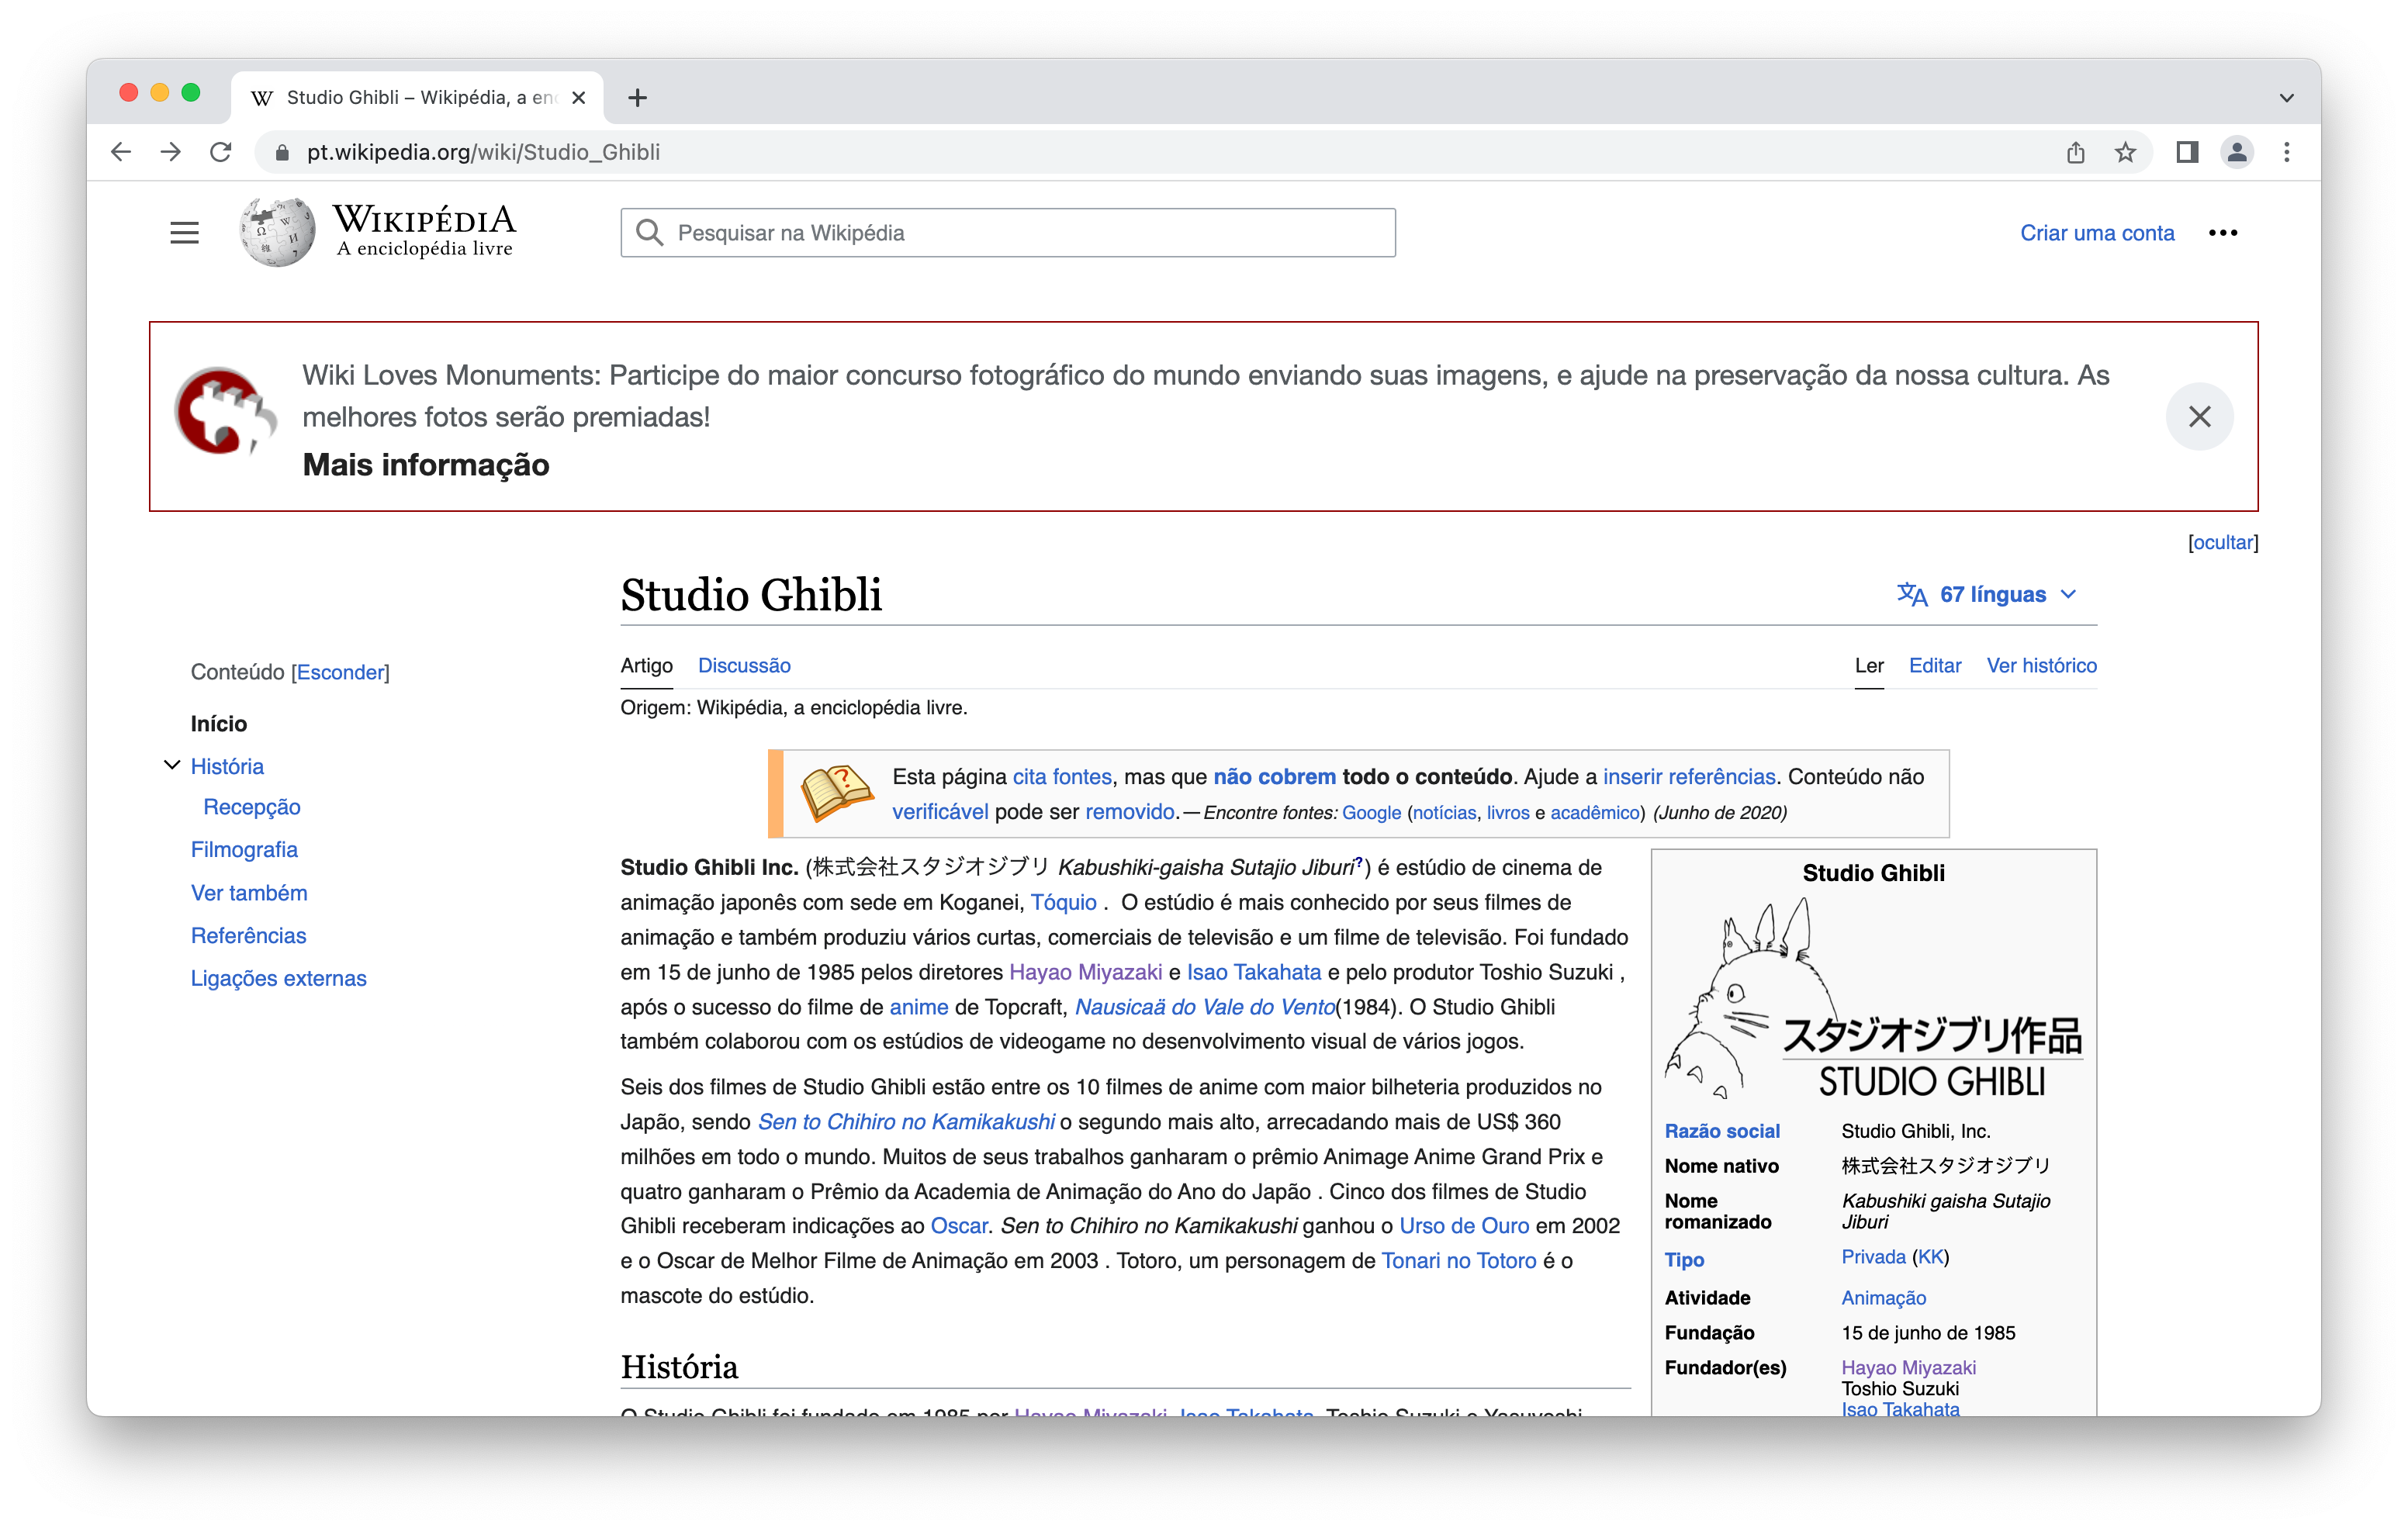 Studio Ghibli – Wikipédia, a en
pt.wikipedia.org/wiki/Studio_Ghibli
WIKIPÉDIA
A enciclopédia livre
Pesquisar na Wikipédia
Criar uma conta
Wiki Loves Monuments: Participe do maior concurso fotográfico do mundo enviando suas imagens, e ajude na preservação da nossa cultura. As
melhores fotos serão premiadas!
Mais informação
[ocultar]
Studio Ghibli
67 línguas
Conteúdo [Esconder]
Início
História
Recepção
Filmografia
Ver também
Referências
Ligações externas
Artigo Discussão
Ler Editar Ver histórico
Origem: Wikipédia, a enciclopédia livre.
Esta página cita fontes, mas que não cobrem todo o conteúdo. Ajude a inserir referências. Conteúdo não
verificável pode ser removido.—Encontre fontes: Google (notícias, livros e acadêmico) (Junho de 2020)
Studio Ghibli Inc. (株式会社スタジオジブリ Kabushiki-gaisha Sutajio Jiburi?) é estúdio de cinema de
animação japonês com sede em Koganei, Tóquio . O estúdio é mais conhecido por seus filmes de
animação e também produziu vários curtas, comerciais de televisão e um filme de televisão. Foi fundado
em 15 de junho de 1985 pelos diretores Hayao Miyazaki e Isao Takahata e pelo produtor Toshio Suzuki ,
após o sucesso do filme de anime de Topcraft, Nausicaä do Vale do Vento(1984). O Studio Ghibli
também colaborou com os estúdios de videogame no desenvolvimento visual de vários jogos.
Seis dos filmes de Studio Ghibli estão entre os 10 filmes de anime com maior bilheteria produzidos no
Japão, sendo Sen to Chihiro no Kamikakushi o segundo mais alto, arrecadando mais de US$ 360
milhões em todo o mundo. Muitos de seus trabalhos ganharam o prêmio Animage Anime Grand Prix e
quatro ganharam o Prêmio da Academia de Animação do Ano do Japão . Cinco dos filmes de Studio
Ghibli receberam indicações ao Oscar. Sen to Chihiro no Kamikakushi ganhou o Urso de Ouro em 2002
e o Oscar de Melhor Filme de Animação em 2003 . Totoro, um personagem de Tonari no Totoro é o
mascote do estúdio.
História
O Studio Ghibli foi fundado em 1985 por Hayao Miyazaki, Isao Takahata, Toshio Suzuki e Yasuyoshi
Studio Ghibli
スタジオジブリ作品
STUDIO GHIBLI
Razão social Studio Ghibli, Inc.
Nome nativo 株式会社スタジオジブリ
Nome romanizado Kabushiki gaisha Sutajio
Jiburi
Tipo Privada (KK)
Atividade Animação
Fundação 15 de junho de 1985
Fundador(es) Hayao Miyazaki
Toshio Suzuki
Isao Takahata